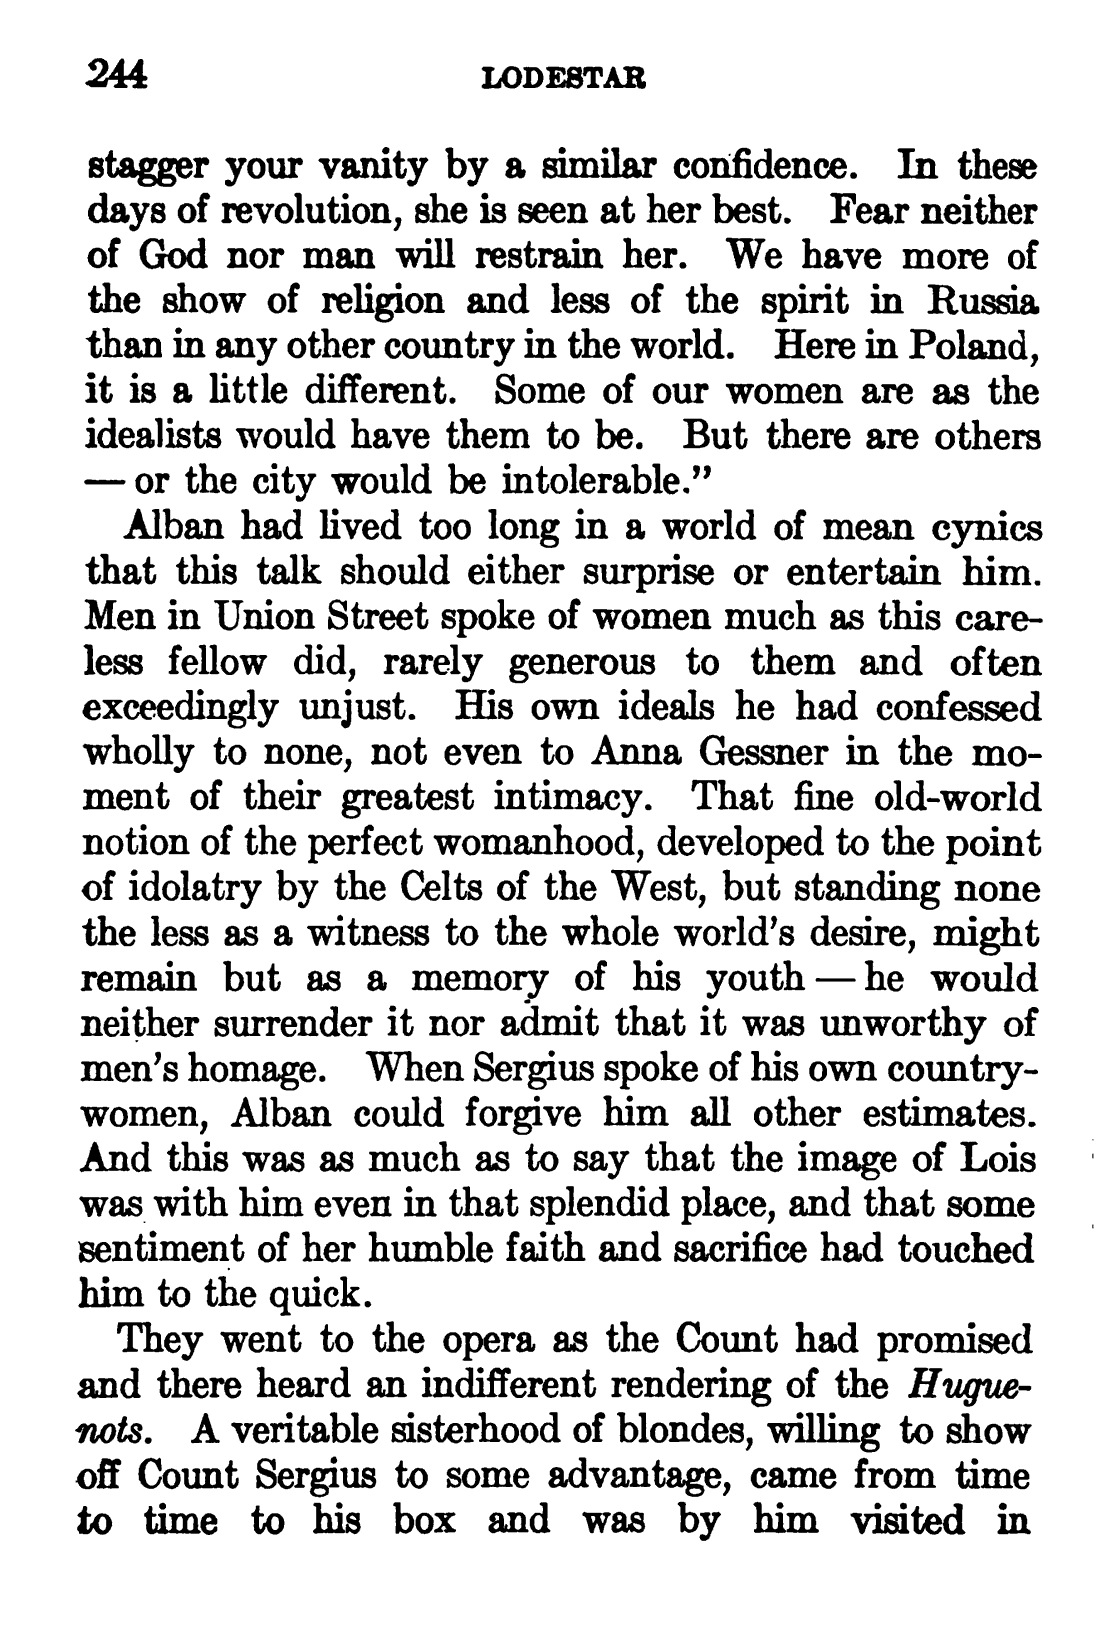 244 LODESTAR
stagger your vanity by a similar confidence. In these
days of revolution, she is seen at her best. Fear neither
of God nor man will restrain her. We have more of
the show of religion and less of the spirit in Russia
than in any other country in the world. Here in Poland,
it is a little different. Some of our women are as the
idealists would have them to be. But there are others
— or the city would be intolerable.”
Alban had lived too long in a world of mean cynics
that this talk should either surprise or entertain him.
Men in Union Street spoke of women much as this care-
less fellow did, rarely generous to them and often
exceedingly unjust. His own ideals he had confessed
wholly to none, not even to Anna Gessner in the mo-
ment of their greatest intimacy. That fine old-world
notion of the perfect womanhood, developed to the point
of idolatry by the Celts of the West, but standing none
the less as a witness to the whole world's desire, might
remain but as a memory of his youth — he would
neither surrender it nor admit that it was unworthy of
men's homage. When Sergius spoke of his own country-
women, Alban could forgive him all other estimates.
And this was as much as to say that the image of Lois
was with him even in that splendid place, and that some
sentiment of her humble faith and sacrifice had touched
him to the quick.
They went to the opera as the Count had promised
and there heard an indifferent rendering of the Hugue-
nots. A veritable sisterhood of blondes, willing to show
off Count Sergius to some advantage, came from time
to time to his box and was by him visited in